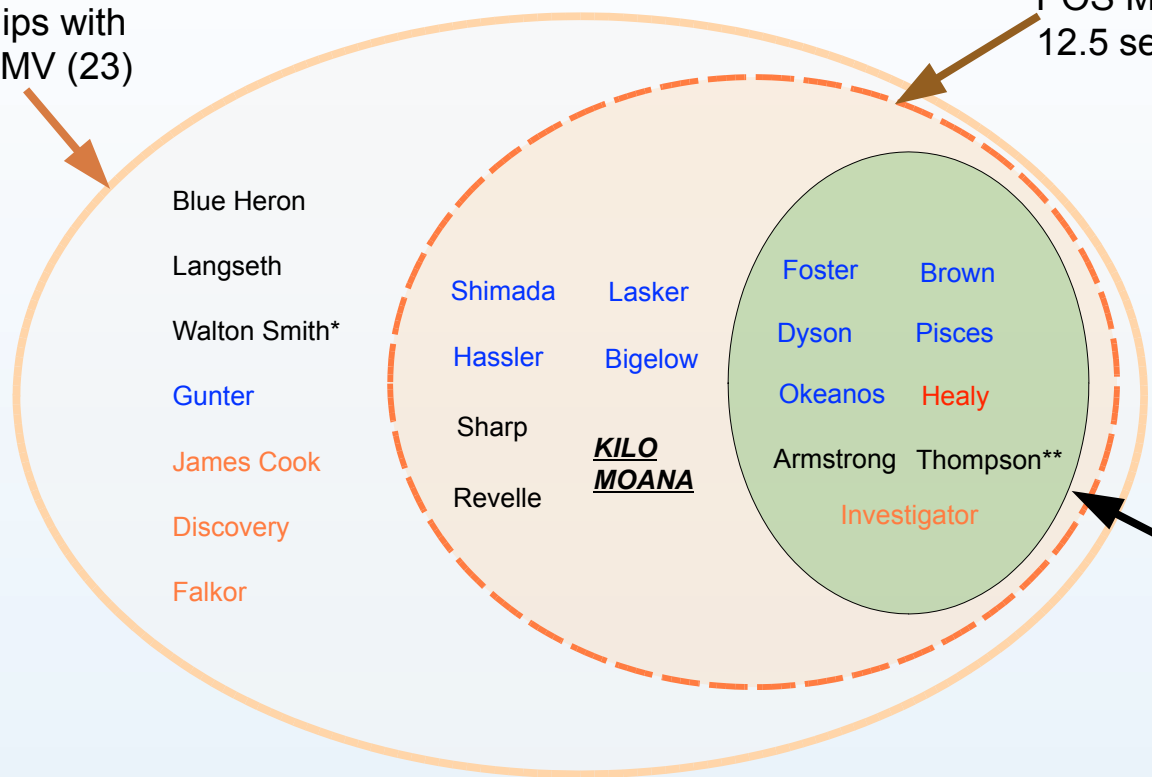 ips with
MV (23)
12.5 se
Blue Heron
Langseth
Walton Smith*
Gunter
James Cook
Discovery
Falkor
Shimada
Lasker
Hassler
Bigelow
Sharp
KILO
MOANA
Revelle
Foster
Brown
Dyson
Pisces
Okeanos
Healy
Armstrong
Thompson**
Investigator